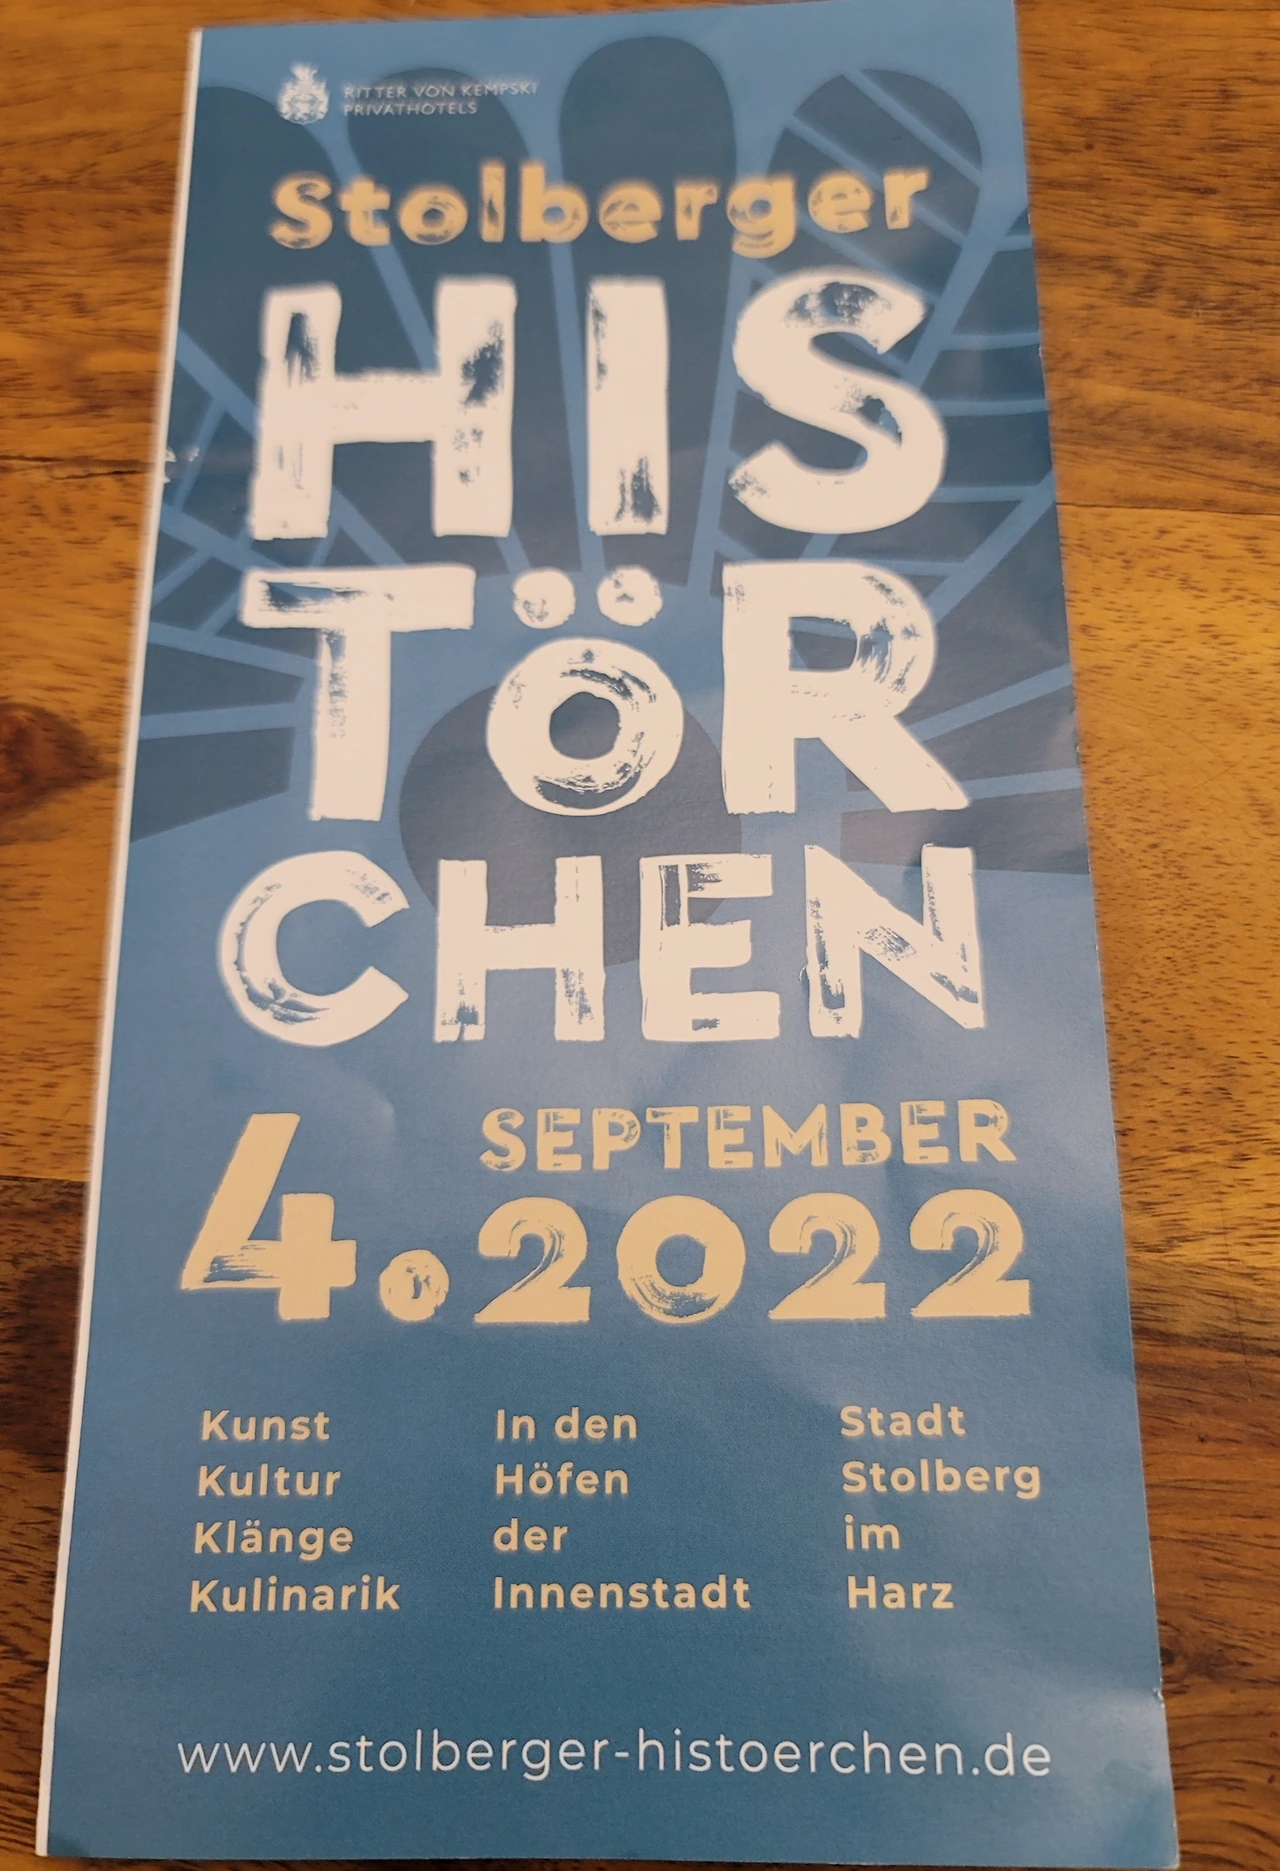 RITTER VON KEMPSKI
PRIVATHOTELS
Stolberger
HIS
TÖR
CHEN
4. SEPTEMBER
2022
Kunst
Kultur
Klänge
Kulinarik
In den
Höfen
der
Innenstadt
Stadt
Stolberg
im
Harz
www.stolberger-histoerchen.de